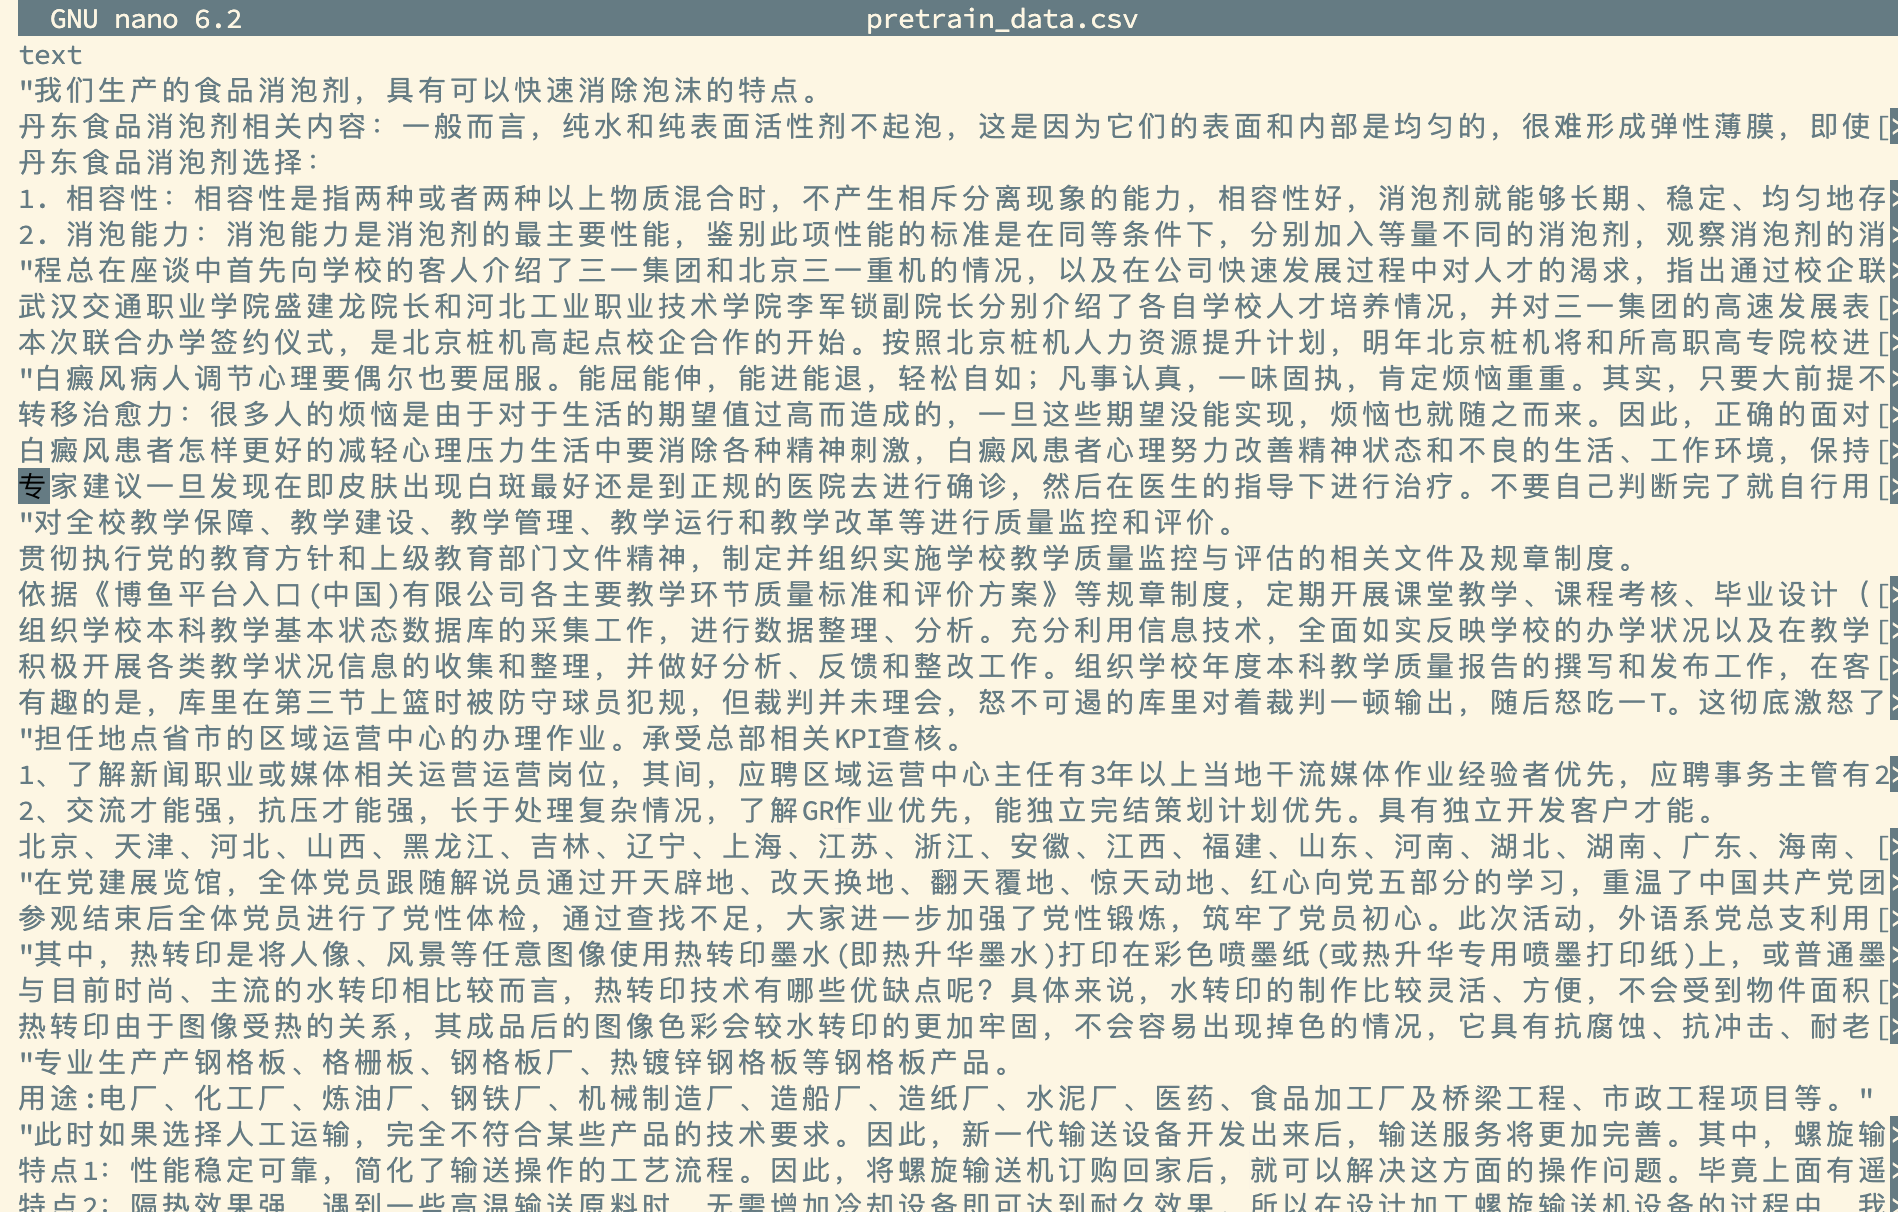 GNU nano 6.2 pretrain_data.csv
text
"我们生产的食品消泡剂，具有可以快速消除泡沫的特点。
丹东食品消泡剂相关内容：一般而言，纯水和纯表面活性剂不起泡，这是因为它们的表面和内部是均匀的，很难形成弹性薄膜，即使[>
丹东食品消泡剂选择：
1. 相容性：相容性是指两种或者两种以上物质混合时，不产生相斥分离现象的能力，相容性好，消泡剂就能够长期、稳定、均匀地存>
2. 消泡能力：消泡能力是消泡剂的最主要性能，鉴别此项性能的标准是在同等条件下，分别加入等量不同的消泡剂，观察消泡剂的消>
"程总在座谈中首先向学校的客人介绍了三一集团和北京三一重机的情况，以及在公司快速发展过程中对人才的渴求，指出通过校企联>
武汉交通职业学院盛建龙院长和河北工业职业技术学院李军锁副院长分别介绍了各自学校人才培养情况，并对三一集团的高速发展表[>
本次联合办学签约仪式，是北京桩机高起点校企合作的开始。按照北京桩机人力资源提升计划，明年北京桩机将和所高职高专院校进[>
"白癜风病人调节心理要偶尔也要屈服。能屈能伸，能进能退，轻松自如；凡事认真，一味固执，肯定烦恼重重。其实，只要大前提不>
转移治愈力：很多人的烦恼是由于对于生活的期望值过高而造成的，一旦这些期望没能实现，烦恼也就随之而来。因此，正确的面对[>
白癜风患者怎样更好的减轻心理压力生活中要消除各种精神刺激，白癜风患者心理努力改善精神状态和不良的生活、工作环境，保持[>
专家建议一旦发现在即皮肤出现白斑最好还是到正规的医院去进行确诊，然后在医生的指导下进行治疗。不要自己判断完了就自行用[>
"对全校教学保障、教学建设、教学管理、教学运行和教学改革等进行质量监控和评价。
贯彻执行党的教育方针和上级教育部门文件精神，制定并组织实施学校教学质量监控与评估的相关文件及规章制度。
依据《博鱼平台入口(中国)有限公司各主要教学环节质量标准和评价方案》等规章制度，定期开展课堂教学、课程考核、毕业设计（[>
组织学校本科教学基本状态数据库的采集工作，进行数据整理、分析。充分利用信息技术，全面如实反映学校的办学状况以及在教学[>
积极开展各类教学状况信息的收集和整理，并做好分析、反馈和整改工作。组织学校年度本科教学质量报告的撰写和发布工作，在客[>
有趣的是，库里在第三节上篮时被防守球员犯规，但裁判并未理会，怒不可遏的库里对着裁判一顿输出，随后怒吃一T。这彻底激怒了>
"担任地点省市的区域运营中心的办理作业。承受总部相关KPI查核。
1、了解新闻职业或媒体相关运营运营岗位，其间，应聘区域运营中心主任有3年以上当地干流媒体作业经验者优先，应聘事务主管有2>
2、交流才能强，抗压才能强，长于处理复杂情况，了解GR作业优先，能独立完结策划计划优先。具有独立开发客户才能。
北京、天津、河北、山西、黑龙江、吉林、辽宁、上海、江苏、浙江、安徽、江西、福建、山东、河南、湖北、湖南、广东、海南、[>
"在党建展览馆，全体党员跟随解说员通过开天辟地、改天换地、翻天覆地、惊天动地、红心向党五部分的学习，重温了中国共产党团>
参观结束后全体党员进行了党性体检，通过查找不足，大家进一步加强了党性锻炼，筑牢了党员初心。此次活动，外语系党总支利用[>
"其中，热转印是将人像、风景等任意图像使用热转印墨水(即热升华墨水)打印在彩色喷墨纸(或热升华专用喷墨打印纸)上，或普通墨>
与目前时尚、主流的水转印相比较而言，热转印技术有哪些优缺点呢？具体来说，水转印的制作比较灵活、方便，不会受到物件面积[>
热转印由于图像受热的关系，其成品后的图像色彩会较水转印的更加牢固，不会容易出现掉色的情况，它具有抗腐蚀、抗冲击、耐老[>
"专业生产产钢格板、格栅板、钢格板厂、热镀锌钢格板等钢格板产品。
用途:电厂、化工厂、炼油厂、钢铁厂、机械制造厂、造船厂、造纸厂、水泥厂、医药、食品加工厂及桥梁工程、市政工程项目等。"
"此时如果选择人工运输，完全不符合某些产品的技术要求。因此，新一代输送设备开发出来后，输送服务将更加完善。其中，螺旋输>
特点1：性能稳定可靠，简化了输送操作的工艺流程。因此，将螺旋输送机订购回家后，就可以解决这方面的操作问题。毕竟上面有遥>
特点2：隔热效果强，遇到一些高温输送原料时，无需增加冷却设备即可达到耐久效果，所以在设计加工螺旋输送机设备的过程中，我>